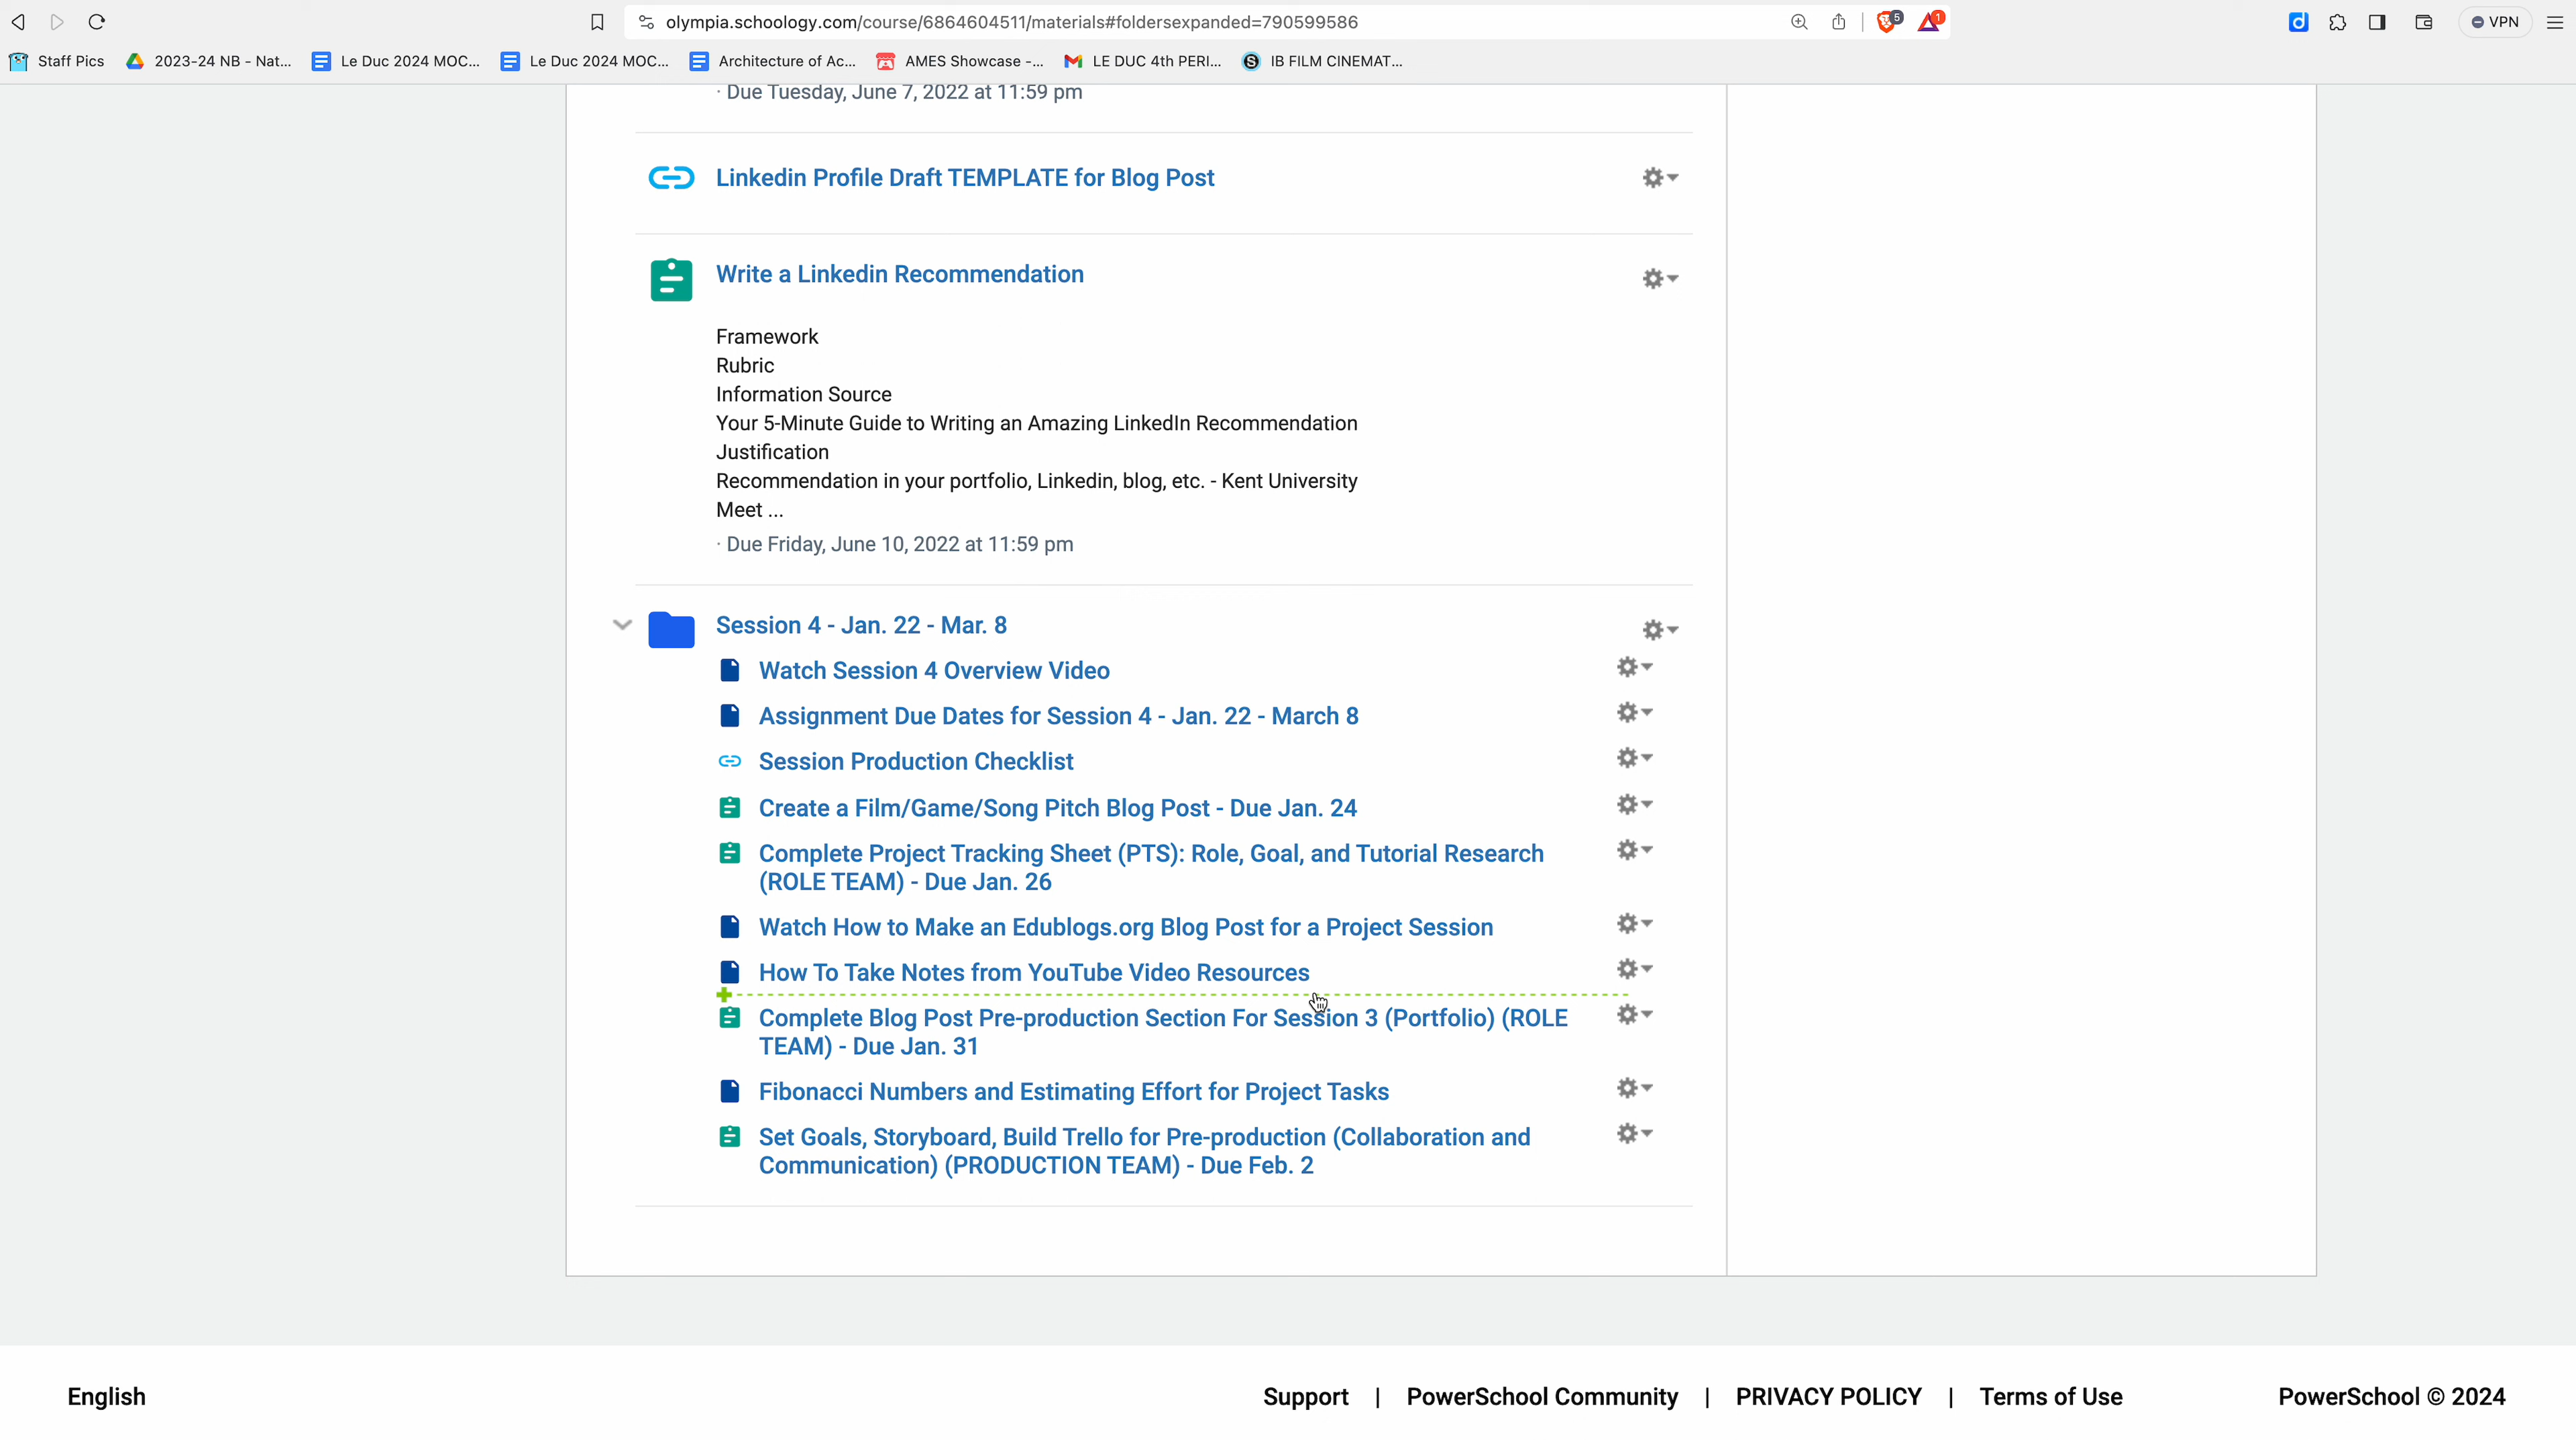 olympia.schoology.com/course/6864604511/materials#foldersexpanded=790599586
5
1
VPN
Staff Pics
2023-24 NB - Nat...
Le Duc 2024 MOC...
Le Duc 2024 MOC...
Architecture of Ac...
AMES Showcase -...
LE DUC 4th PERI...
IB FILM CINEMAT...
· Due Tuesday, June 7, 2022 at 11:59 pm
Linkedin Profile Draft TEMPLATE for Blog Post
Write a Linkedin Recommendation
Framework
Rubric
Information Source
Your 5-Minute Guide to Writing an Amazing LinkedIn Recommendation
Justification
Recommendation in your portfolio, Linkedin, blog, etc. - Kent University
Meet ...
· Due Friday, June 10, 2022 at 11:59 pm
Session 4 - Jan. 22 - Mar. 8
Watch Session 4 Overview Video
Assignment Due Dates for Session 4 - Jan. 22 - March 8
Session Production Checklist
Create a Film/Game/Song Pitch Blog Post - Due Jan. 24
Complete Project Tracking Sheet (PTS): Role, Goal, and Tutorial Research
(ROLE TEAM) - Due Jan. 26
Watch How to Make an Edublogs.org Blog Post for a Project Session
How To Take Notes from YouTube Video Resources
Complete Blog Post Pre-production Section For Session 3 (Portfolio) (ROLE
TEAM) - Due Jan. 31
Fibonacci Numbers and Estimating Effort for Project Tasks
Set Goals, Storyboard, Build Trello for Pre-production (Collaboration and
Communication) (PRODUCTION TEAM) - Due Feb. 2
English
Support | PowerSchool Community | PRIVACY POLICY | Terms of Use
PowerSchool © 2024